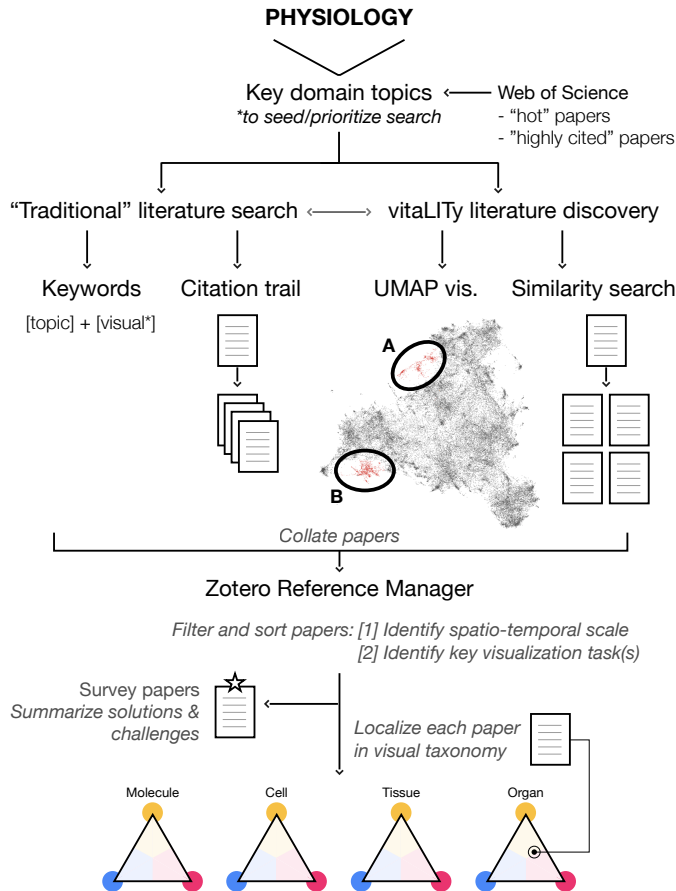 PHYSIOLOGY
Key domain topics
*to seed/prioritize search
Web of Science
- “hot” papers
- ”highly cited” papers
“Traditional” literature search
vitaLITy literature discovery
Keywords
Citation trail
UMAP vis.
Similarity search
[topic] + [visual*]
A
B
Collate papers
Zotero Reference Manager
Filter and sort papers: [1] Identify spatio-temporal scale
[2] Identify key visualization task(s)
Survey papers
Summarize solutions &
challenges
Localize each paper
in visual taxonomy
Molecule
Cell
Tissue
Organ